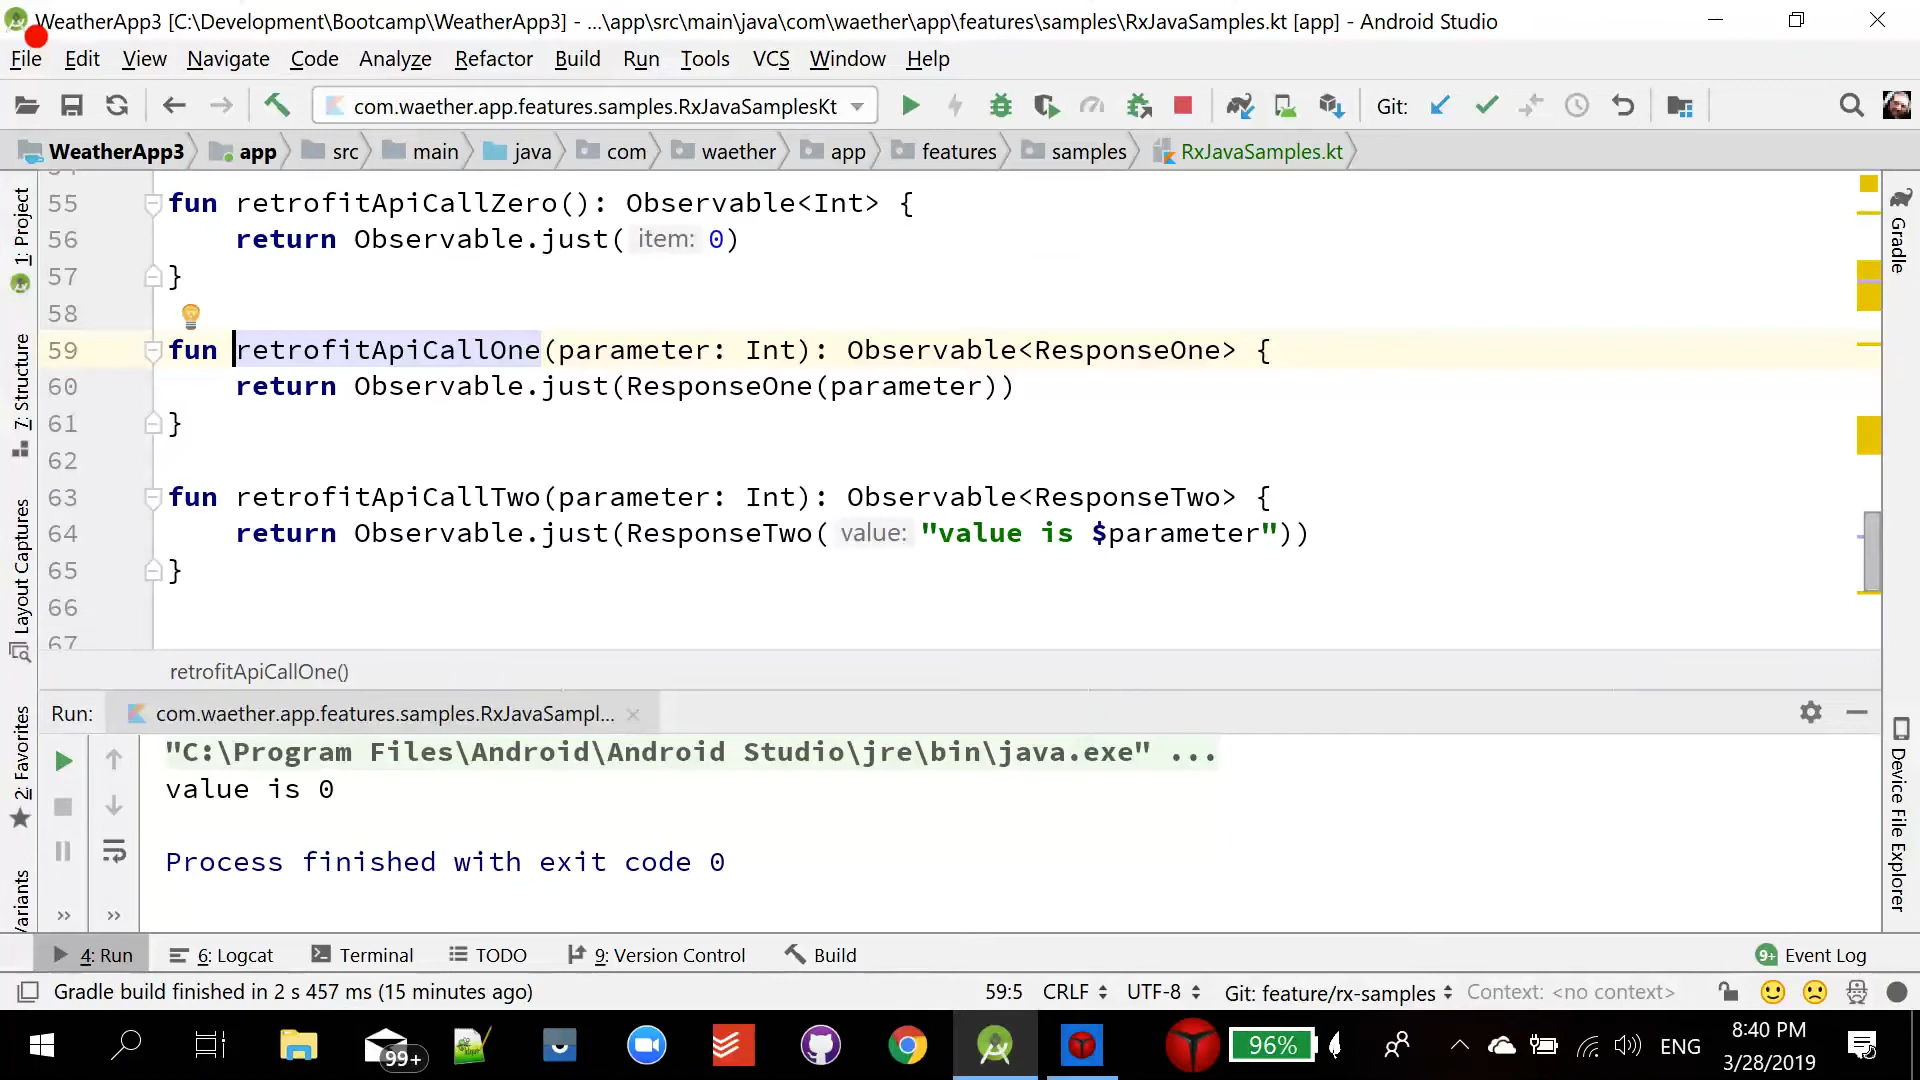 WeatherApp3 [C:\Development\Bootcamp\WeatherApp3] - ...\app\src\main\java\com\waether\app\features\samples\RxJavaSamples.kt [app] - Android Studio
File Edit View Navigate Code Analyze Refactor Build Run Tools VCS Window Help
com.waether.app.features.samples.RxJavaSamplesKt Git:
WeatherApp3 app src main java com waether app features samples RxJavaSamples.kt
55 fun retrofitApiCallZero(): Observable<Int> {
56 return Observable.just( item: 0)
57 }
58
59 fun retrofitApiCallOne(parameter: Int): Observable<ResponseOne> {
60 return Observable.just(ResponseOne(parameter))
61 }
62
63 fun retrofitApiCallTwo(parameter: Int): Observable<ResponseTwo> {
64 return Observable.just(ResponseTwo( value: "value is $parameter"))
65 }
66
67
retrofitApiCallOne()
1: Project
7: Structure
Layout Captures
2: Favorites
Gradle
Device File Explorer
Run: com.waether.app.features.samples.RxJavaSampl...
"C:\Program Files\Android\Android Studio\jre\bin\java.exe" ...
value is 0
Process finished with exit code 0
4: Run 6: Logcat Terminal TODO 9: Version Control Build 9+ Event Log
Gradle build finished in 2 s 457 ms (15 minutes ago) 59:5 CRLF UTF-8 Git: feature/rx-samples Context: <no context>
99+ 96% ENG 8:40 PM
3/28/2019